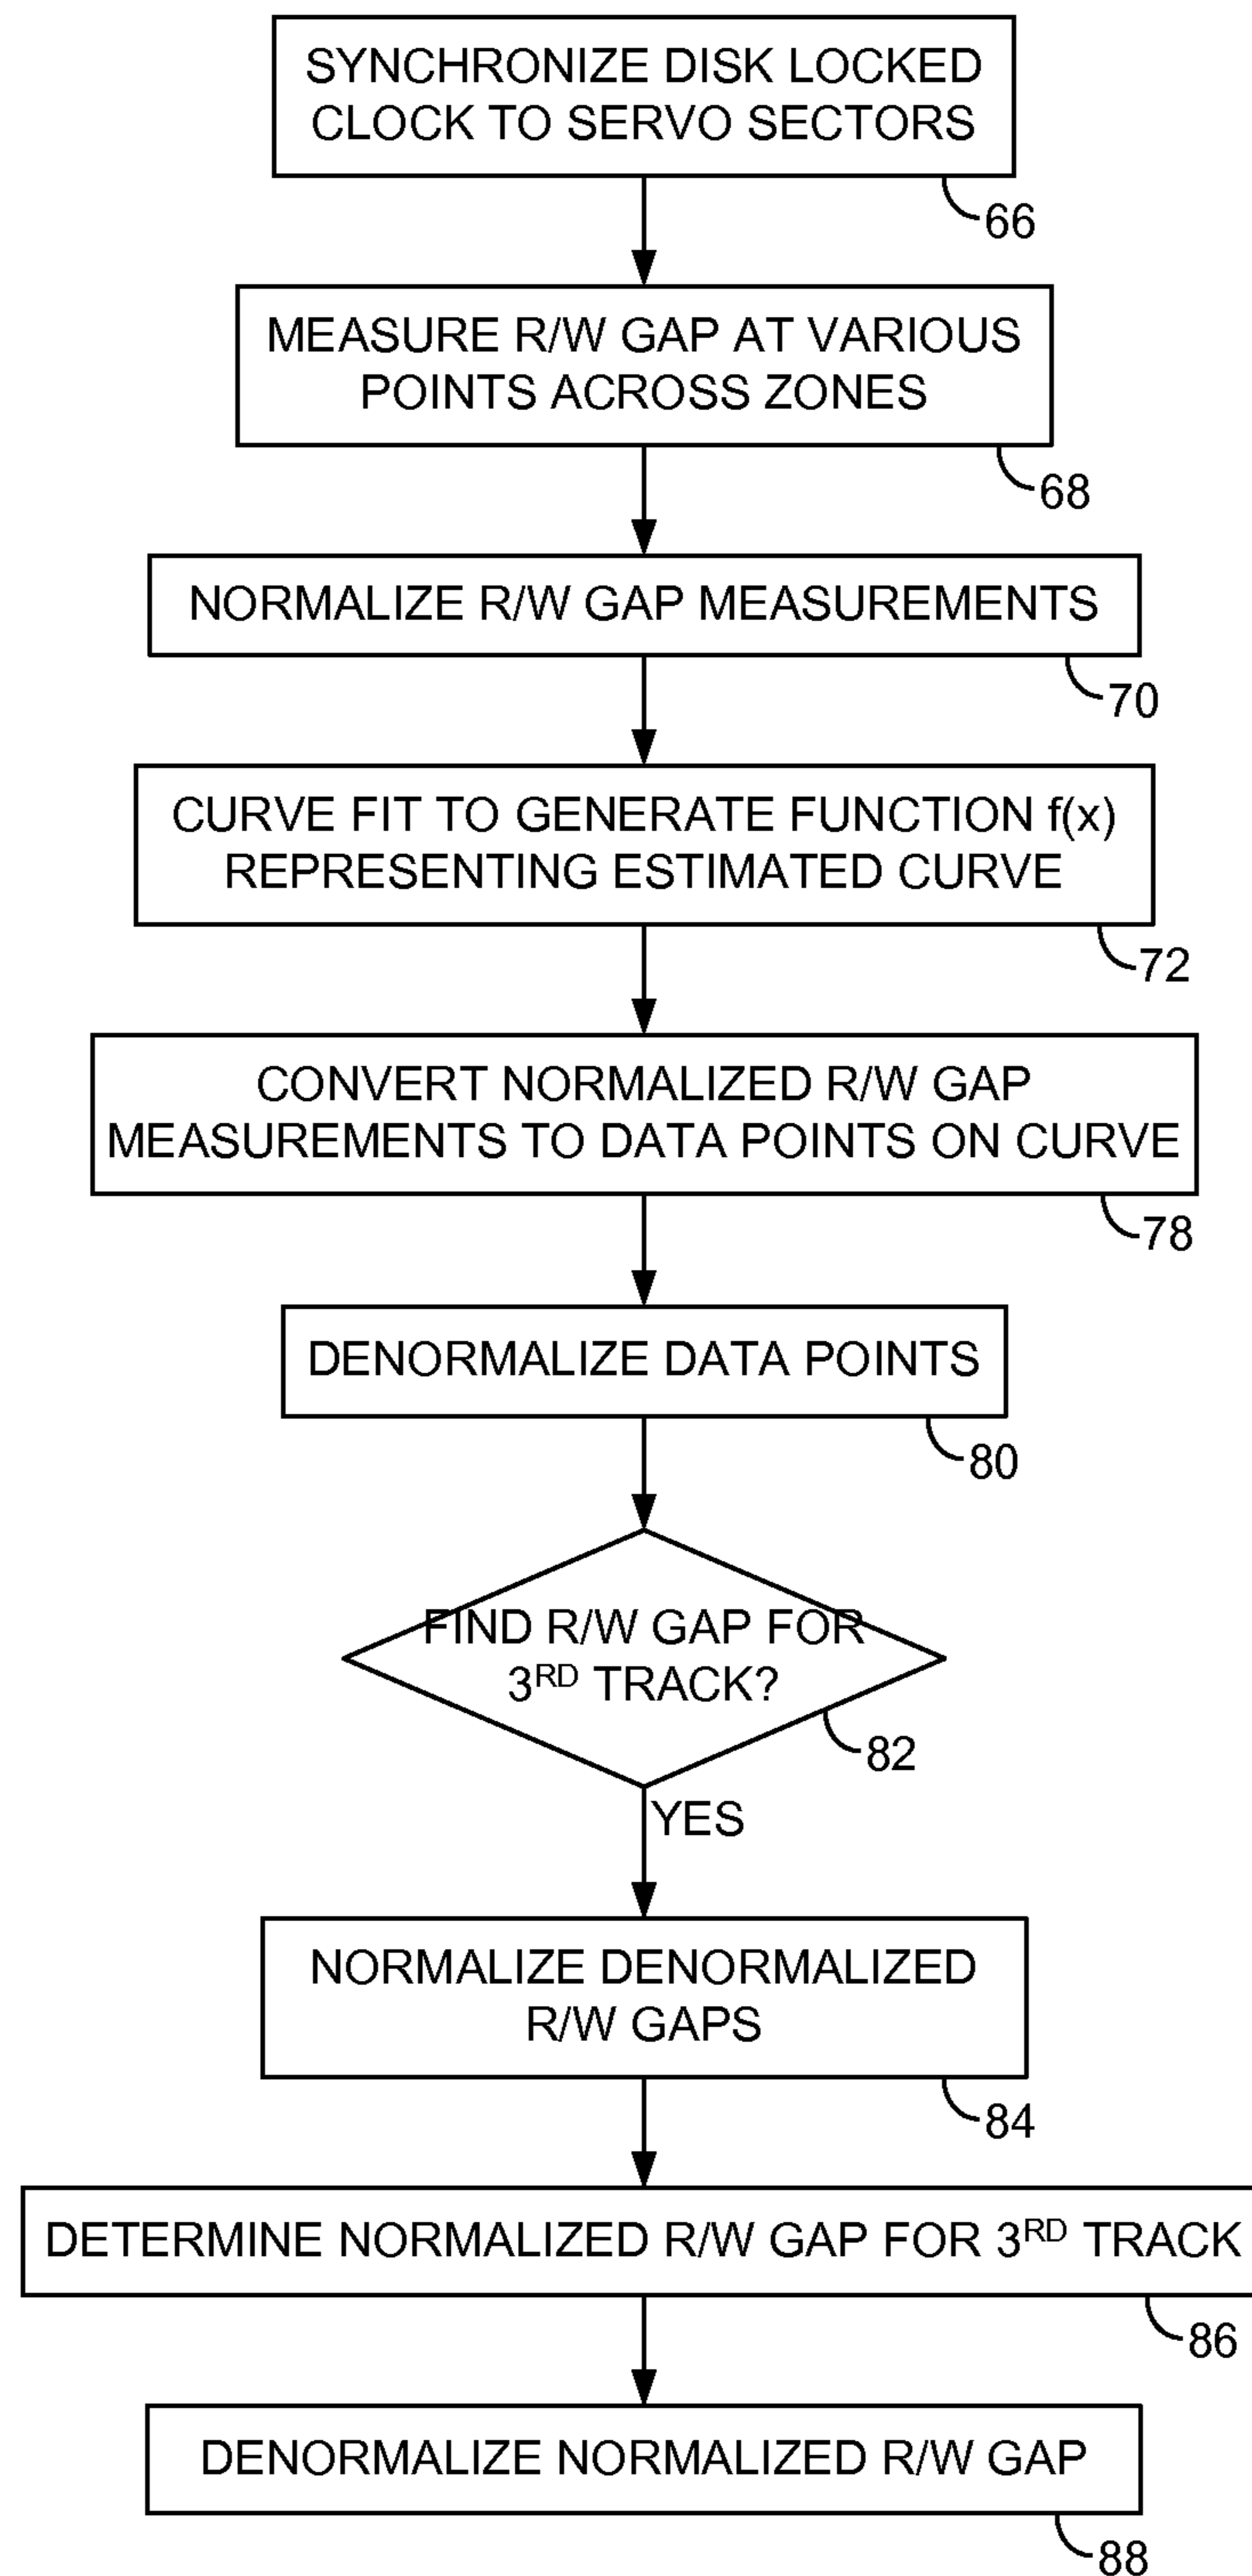 SYNCHRONIZE DISK LOCKED
CLOCK TO SERVO SECTORS
66
MEASURE R/W GAP AT VARIOUS
POINTS ACROSS ZONES
68
NORMALIZE R/W GAP MEASUREMENTS
70
CURVE FIT TO GENERATE FUNCTION f(x)
REPRESENTING ESTIMATED CURVE
72
CONVERT NORMALIZED R/W GAP
MEASUREMENTS TO DATA POINTS ON CURVE
78
DENORMALIZE DATA POINTS
80
FIND R/W GAP FOR
3RD TRACK?
82
YES
NORMALIZE DENORMALIZED
R/W GAPS
84
DETERMINE NORMALIZED R/W GAP FOR 3RD TRACK
86
DENORMALIZE NORMALIZED R/W GAP
88